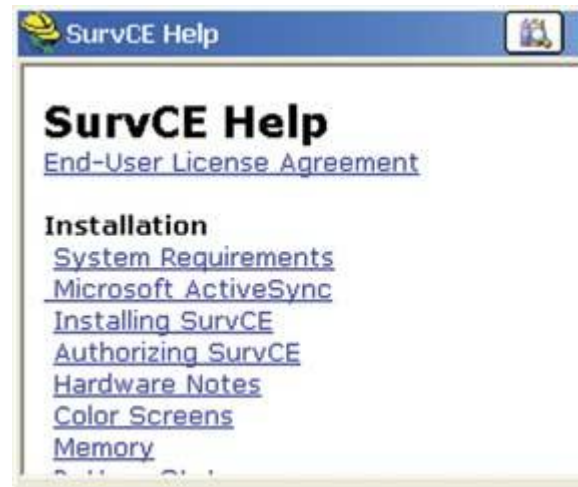 SurvCE Help
SurvCE Help
End-User License Agreement
Installation
System Requirements
Microsoft ActiveSync
Installing SurvCE
Authorizing SurvCE
Hardware Notes
Color Screens
Memory